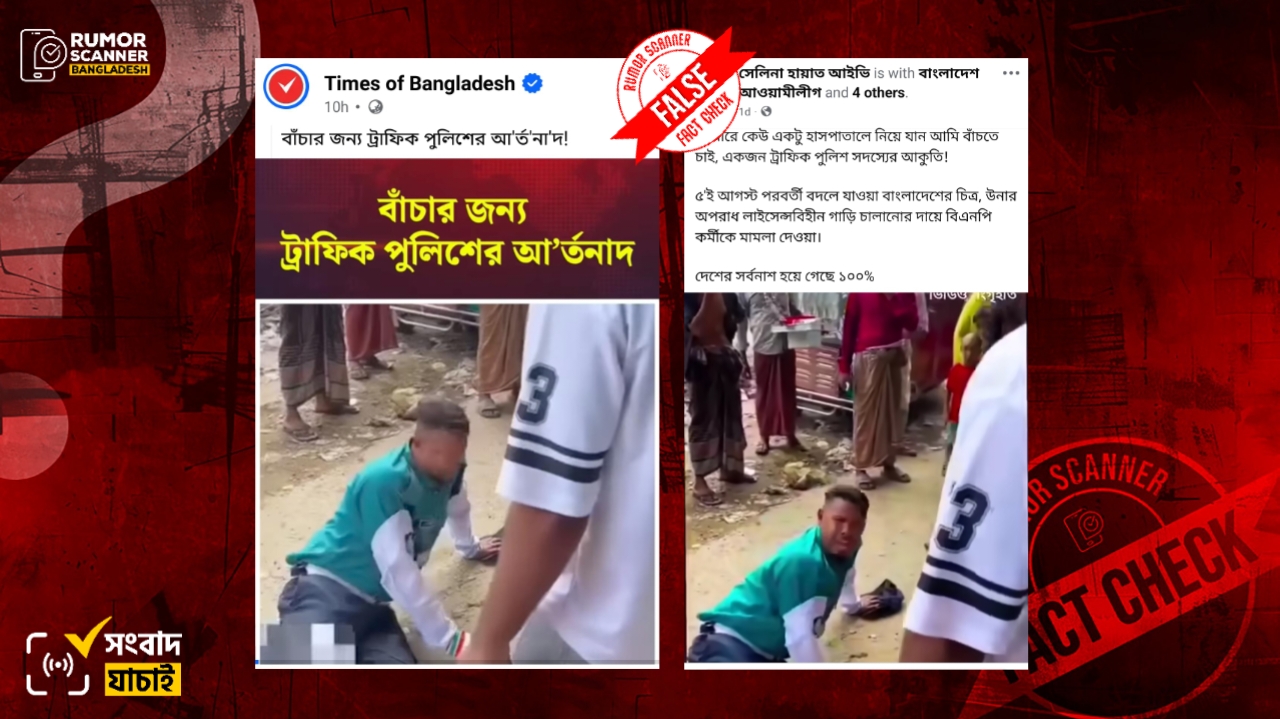 RUMOR
SCANNER
BANGLADESH
Times of Bangladesh
10h
বাঁচার জন্য ট্রাফিক পুলিশের আ'র্ত'না'দ!
বাঁচার জন্য
ট্রাফিক পুলিশের আ'র্তনাদ
3
RUMOR SCANNER
FALSE
FACT CHECK
সেলিনা হায়াত আইভি is with বাংলাদেশ
আওয়ামীলীগ and 4 others.
1d
কেউ একটু হাসপাতালে নিয়ে যান আমি বাঁচতে
চাই, একজন ট্রাফিক পুলিশ সদস্যের আকুতি!
৫'ই আগস্ট পরবর্তী বদলে যাওয়া বাংলাদেশের চিত্র, উনার
অপরাধ লাইসেন্সবিহীন গাড়ি চালানোর দায়ে বিএনপি
কর্মীকে মামলা দেওয়া।
দেশের সর্বনাশ হয়ে গেছে ১০০%
3
সংবাদ
যাচাই
SCANNER
FACT CHECK